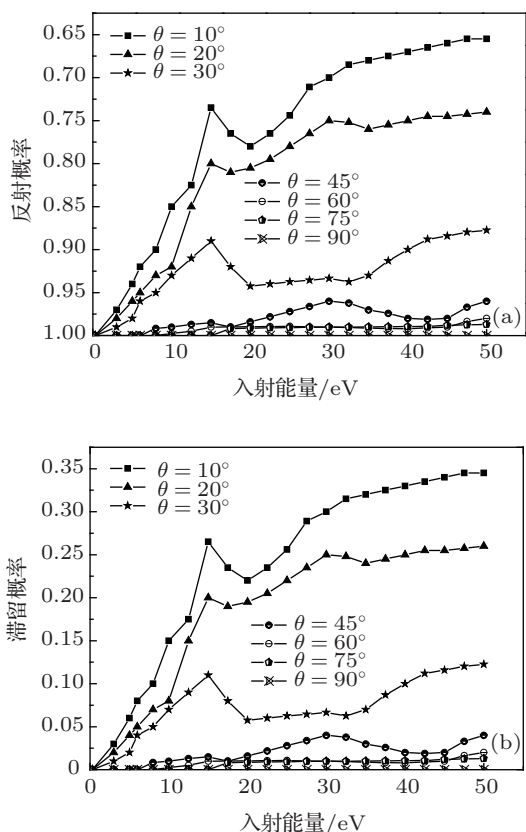 0.65
0.70
0.75
0.80
0.85
0.90
0.95
1.00
反射概率
θ = 10°
θ = 20°
θ = 30°
θ = 45°
θ = 60°
θ = 75°
θ = 90°
(a)
0 10 20 30 40 50
入射能量/eV
0.35
0.30
0.25
0.20
0.15
0.10
0.05
0
滞留概率
θ = 10°
θ = 20°
θ = 30°
θ = 45°
θ = 60°
θ = 75°
θ = 90°
(b)
0 10 20 30 40 50
入射能量/eV